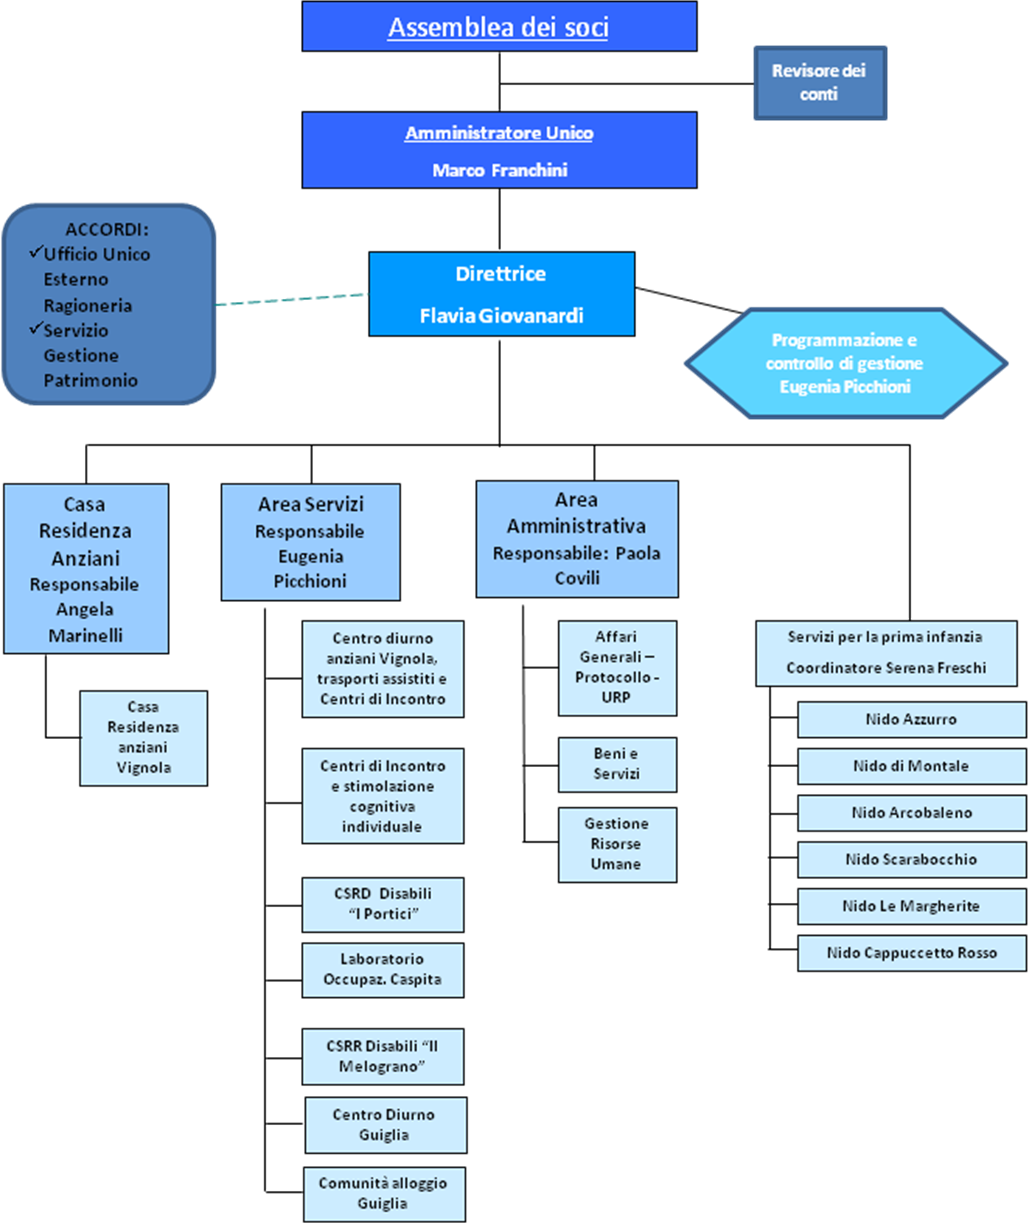 Assemblea dei soci
Revisore dei
conti
Amministratore Unico
Marco Franchini
ACCORDI:
✓Ufficio Unico
Esterno
Ragioneria
✓Servizio
Gestione
Patrimonio
Direttrice
Flavia Giovanardi
Programmazione e
controllo di gestione
Eugenia Picchioni
Casa
Residenza
Anziani
Responsabile
Angela
Marinelli
Casa
Residenza
anziani
Vignola
Area Servizi
Responsabile
Eugenia
Picchioni
Centro diurno
anziani Vignola,
trasporti assistiti e
Centri di Incontro
Centri di Incontro
e stimolazione
cognitiva
individuale
CSRD Disabili
“I Portici”
Laboratorio
Occupaz. Caspita
CSRR Disabili “Il
Melograno”
Centro Diurno
Guiglia
Comunità alloggio
Guiglia
Area
Amministrativa
Responsabile: Paola
Covili
Affari
Generali –
Protocollo -
URP
Beni e
Servizi
Gestione
Risorse
Umane
Servizi per la prima infanzia
Coordinatore Serena Freschi
Nido Azzurro
Nido di Montale
Nido Arcobaleno
Nido Scarabocchio
Nido Le Margherite
Nido Cappuccetto Rosso